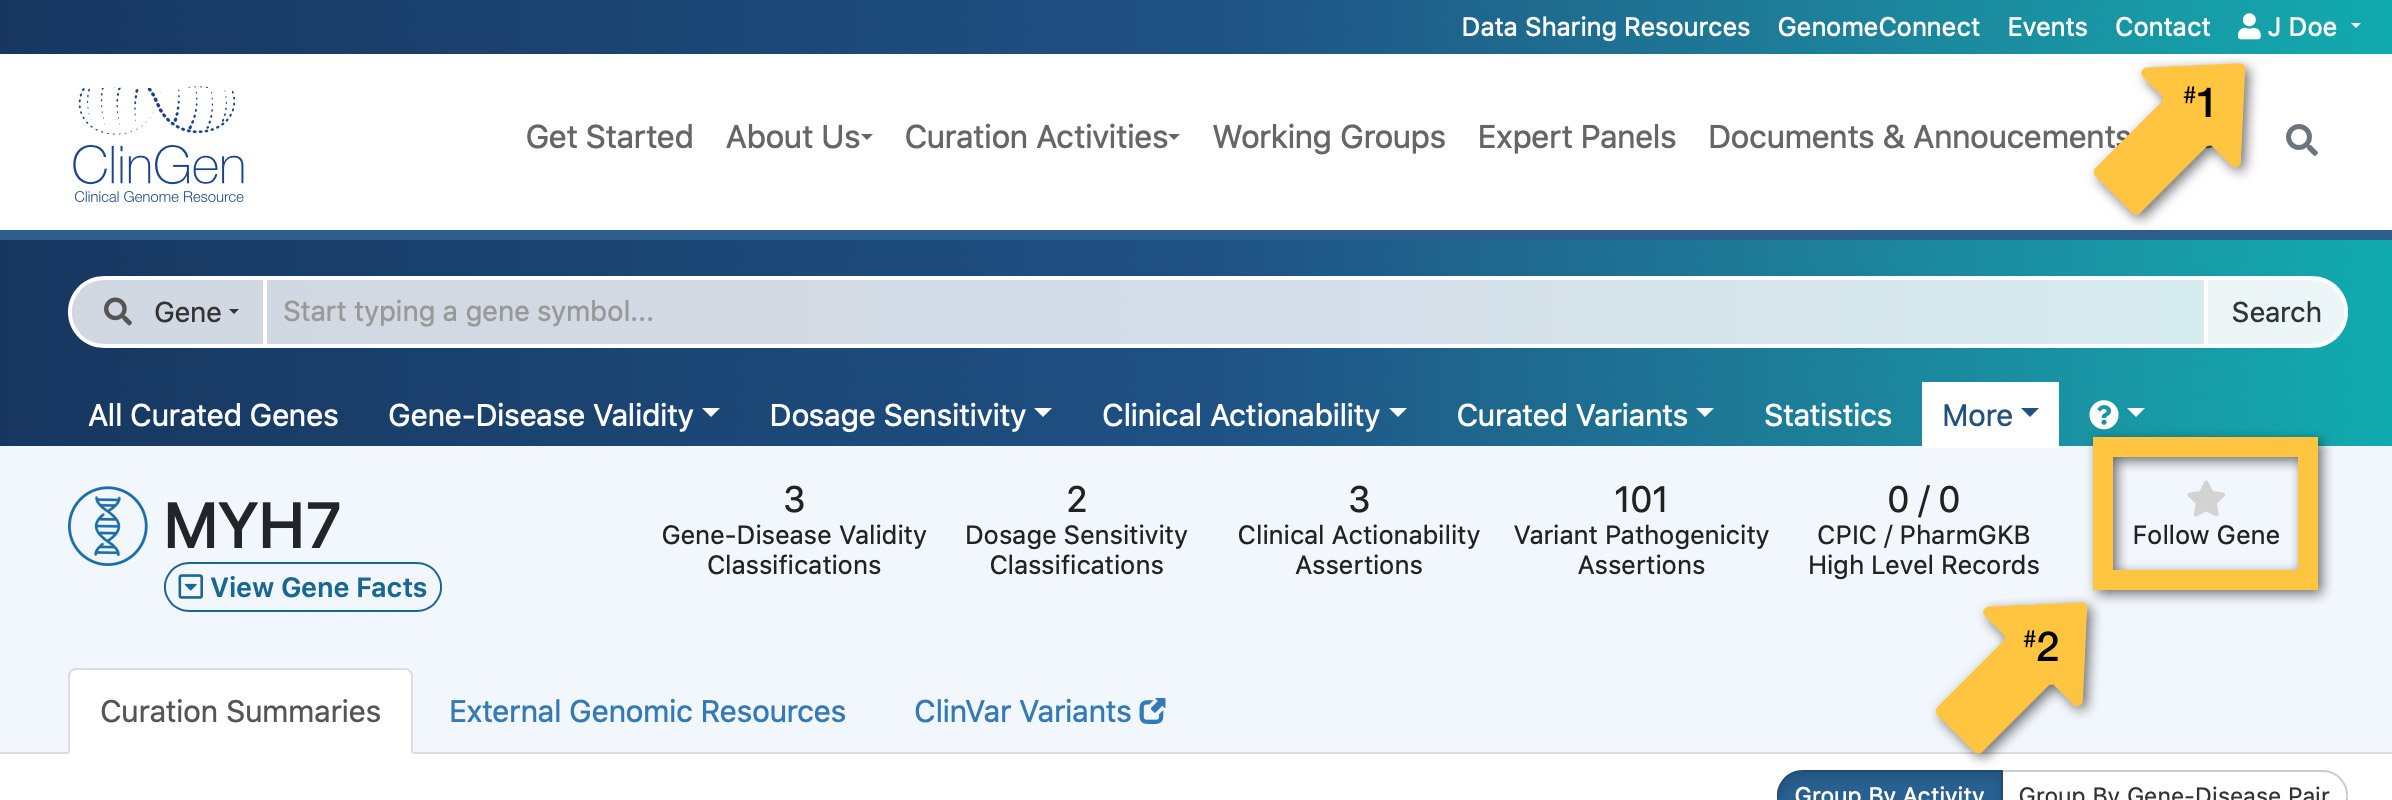 Data Sharing Resources GenomeConnect Events Contact J Doe
#1
ClinGen
Clinical Genome Resource
Get Started About Us Curation Activities Working Groups Expert Panels Documents & Annoucements
Gene Start typing a gene symbol... Search
All Curated Genes Gene-Disease Validity Dosage Sensitivity Clinical Actionability Curated Variants Statistics More ?
MYH7
View Gene Facts
3
Gene-Disease Validity
Classifications
2
Dosage Sensitivity
Classifications
3
Clinical Actionability
Assertions
101
Variant Pathogenicity
Assertions
0 / 0
CPIC / PharmGKB
High Level Records
Follow Gene
#2
Curation Summaries External Genomic Resources ClinVar Variants
Group By Activity Group By Gene-Disease Pair